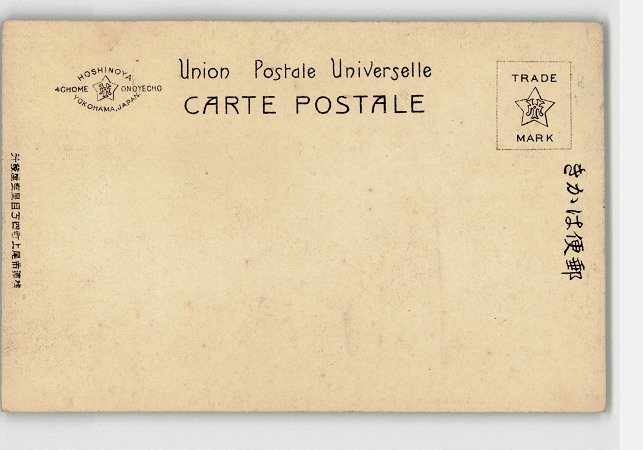 HOSHINOYA
4CHOME ONOYECHO
YOKOHAMA, JAPAN.
Union Postale Universelle
CARTE POSTALE
TRADE
MARK
郵便はかき
横濱市尾上町四丁目星野屋發行